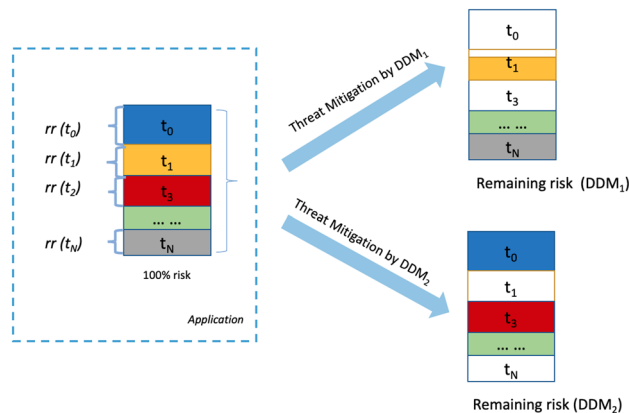 rr (t0)
rr (t1)
rr (t2)
rr (tN)
t0
t1
t3
... ...
tN
100% risk
Application
Threat Mitigation by DDM1
Threat Mitigation by DDM2
t0
t1
t3
... ...
tN
Remaining risk (DDM1)
t0
t1
t3
... ...
tN
Remaining risk (DDM2)